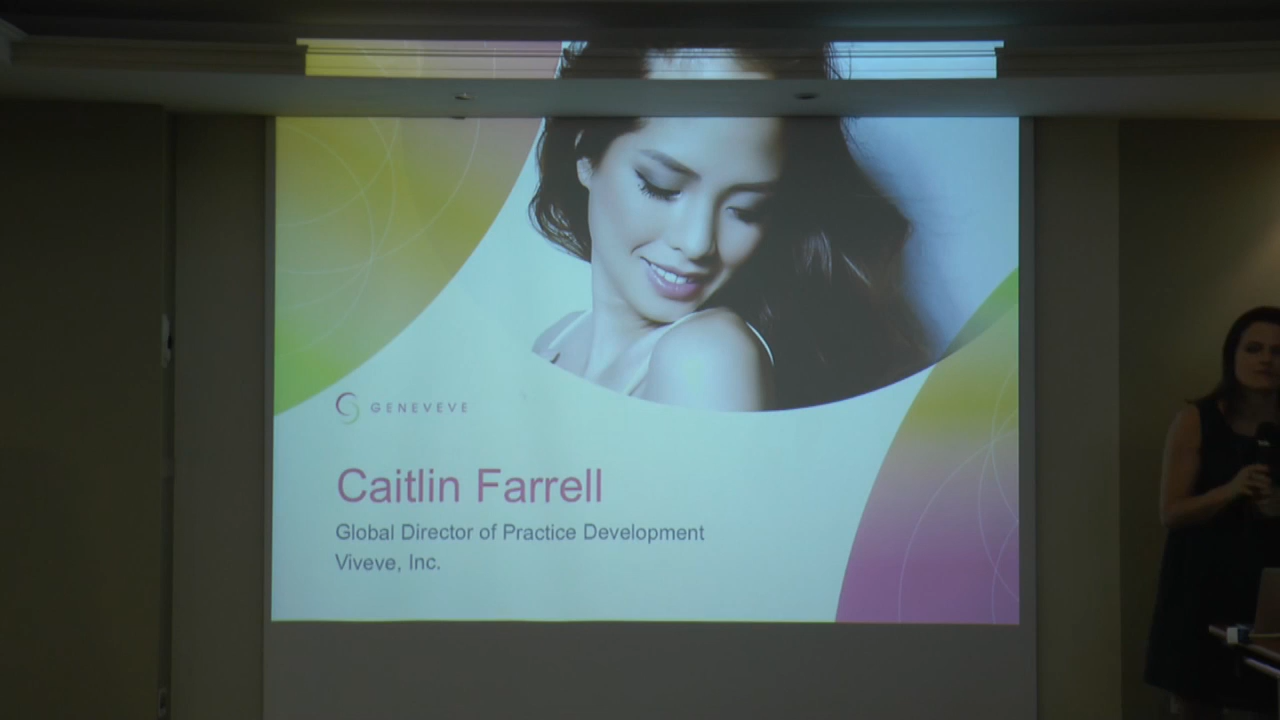 GENEVEVE
Caitlin Farrell
Global Director of Practice Development
Viveve, Inc.